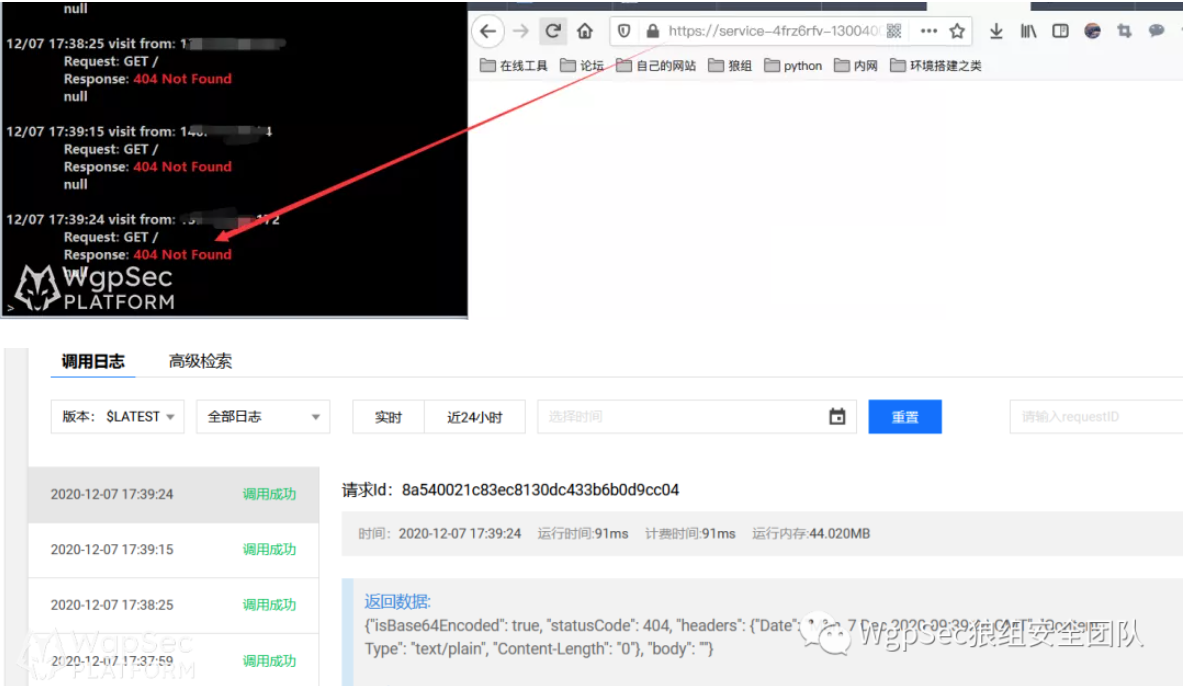 null
12/07 17:38:25 visit from: 1
Request: GET /
Response: 404 Not Found
null
12/07 17:39:15 visit from:
Request: GET /
Response: 404 Not Found
null
12/07 17:39:24 visit from:
Request: GET /
Response: 404 Not Found
null
WgpSec
PLATFORM
>
https://service-4frz6rfv-130040
在线工具 论坛 自己的网站 狼组 python 内网 环境搭建之类
调用日志 高级检索
版本: $LATEST 全部日志 实时 近24小时 选择时间 重置 请输入requestID
2020-12-07 17:39:24 调用成功
2020-12-07 17:39:15 调用成功
2020-12-07 17:38:25 调用成功
2020-12-07 17:37:59 调用成功
请求Id: 8a540021c83ec8130dc433b6b0d9cc04
时间: 2020-12-07 17:39:24 运行时间:91ms 计费时间:91ms 运行内存:44.020MB
返回数据:
{"isBase64Encoded": true, "statusCode": 404, "headers": {"Date": 7 Dec 2020 09:39:
Type": "text/plain", "Content-Length": "0"}, "body": ""}
WgpSec狼组安全团队
WgpSec
PLATFORM